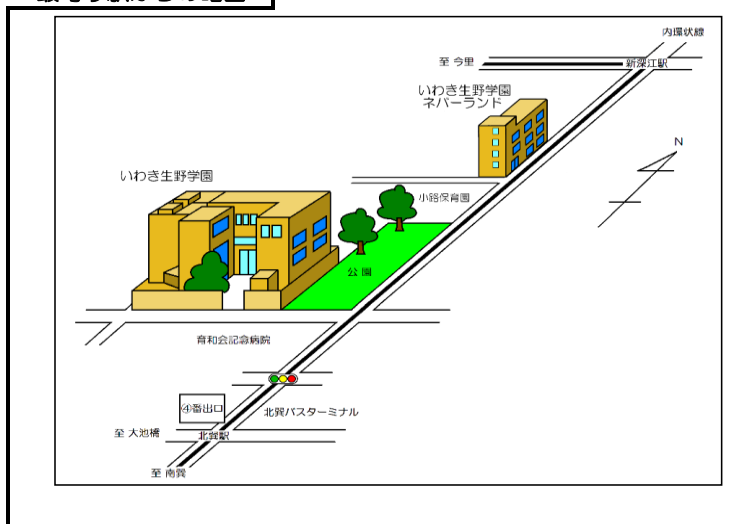 内環状線
至 今里
新深江駅
いわき生野学園
ネバーランド
N
いわき生野学園
小路保育園
公 園
育和会記念病院
④番出口
北巽バスターミナル
至 大池橋
北巽駅
至 南巽